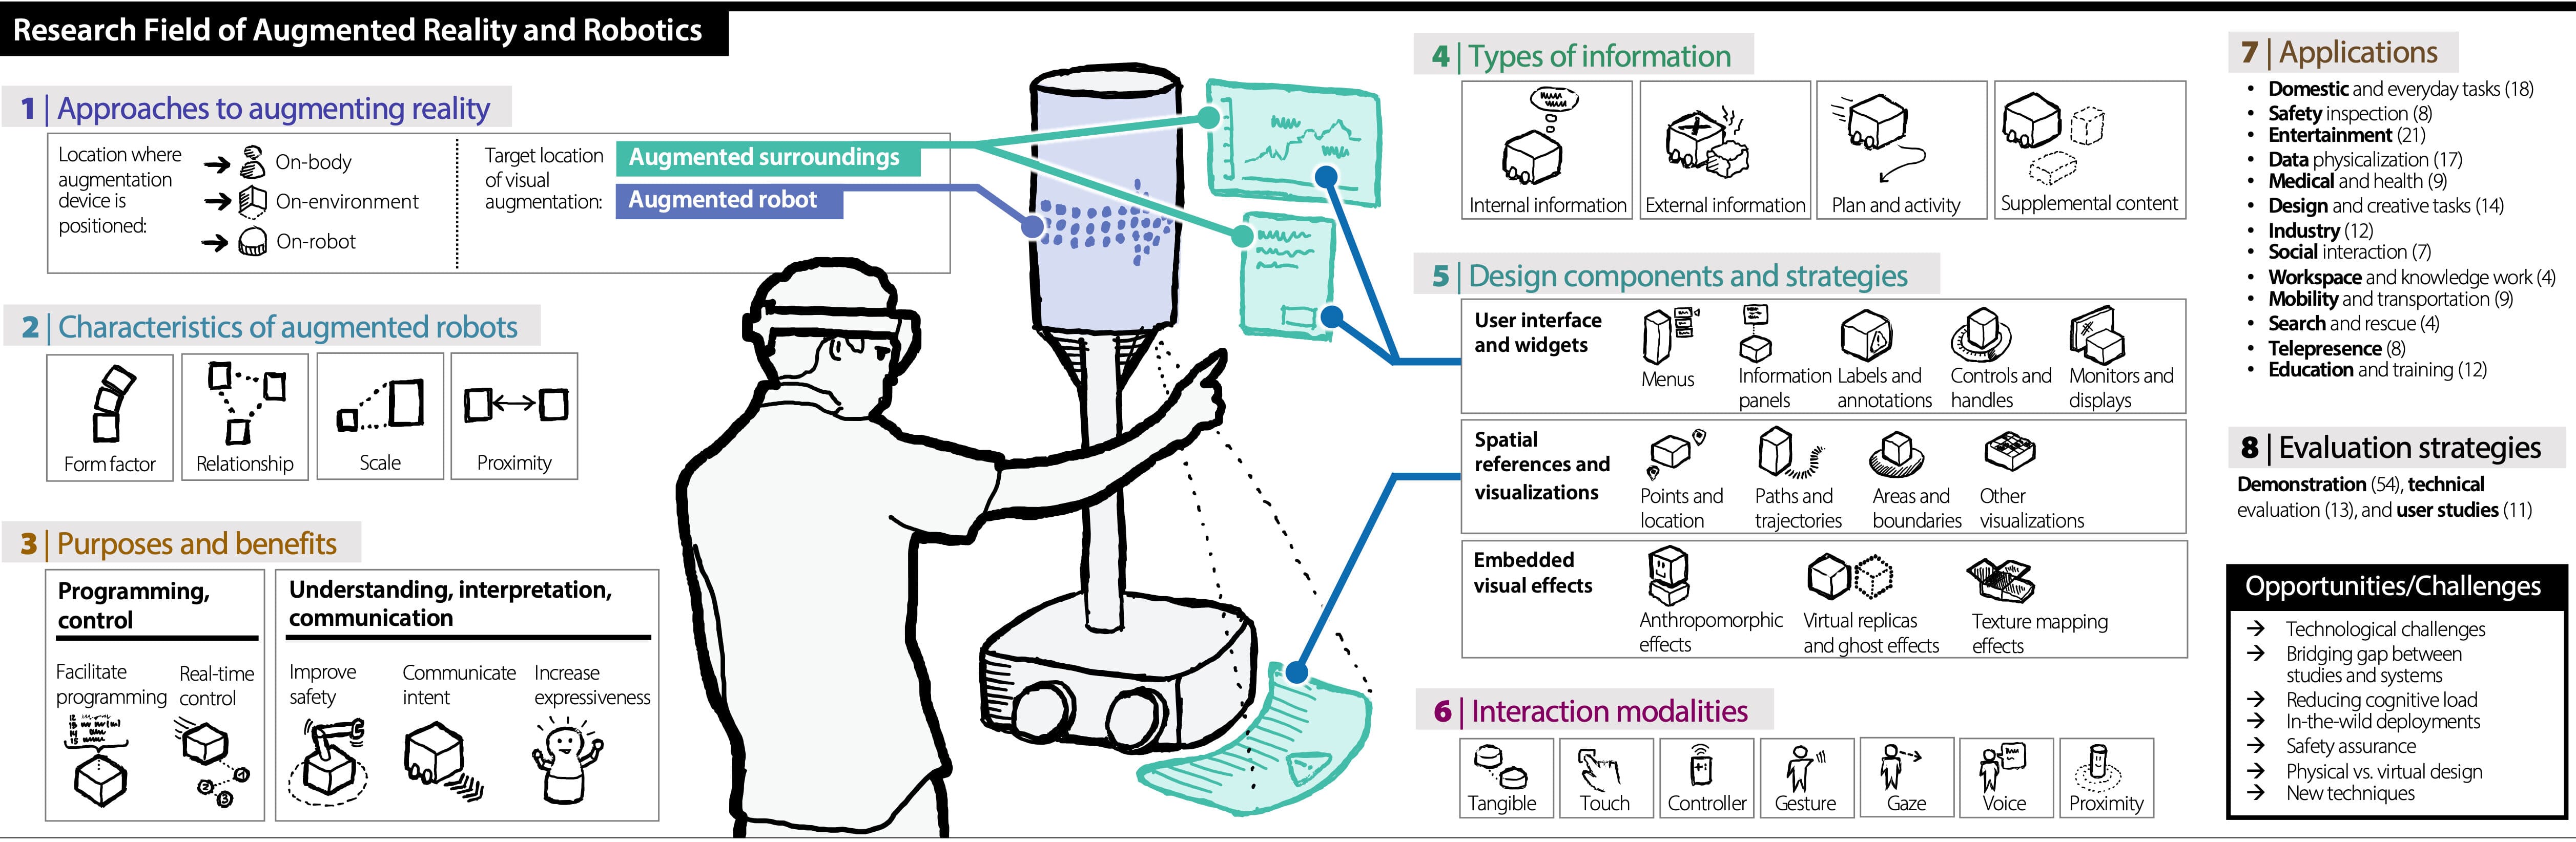 Research Field of Augmented Reality and Robotics
1 | Approaches to augmenting reality
Location where
augmentation
device is
positioned:
On-body
On-environment
On-robot
Target location
of visual
augmentation:
Augmented surroundings
Augmented robot
2 | Characteristics of augmented robots
Form factor
Relationship
Scale
Proximity
3 | Purposes and benefits
Programming,
control
Facilitate
programming
Real-time
control
Understanding, interpretation,
communication
Improve
safety
Communicate
intent
Increase
expressiveness
4 | Types of information
Internal information
External information
Plan and activity
Supplemental content
5 | Design components and strategies
User interface
and widgets
Menus
Information
panels
Labels and
annotations
Controls and
handles
Monitors and
displays
Spatial
references and
visualizations
Points and
location
Paths and
trajectories
Areas and
boundaries
Other
visualizations
Embedded
visual effects
Anthropomorphic
effects
Virtual replicas
and ghost effects
Texture mapping
effects
6 | Interaction modalities
Tangible
Touch
Controller
Gesture
Gaze
Voice
Proximity
7 | Applications
• Domestic and everyday tasks (18)
• Safety inspection (8)
• Entertainment (21)
• Data physicalization (17)
• Medical and health (9)
• Design and creative tasks (14)
• Industry (12)
• Social interaction (7)
• Workspace and knowledge work (4)
• Mobility and transportation (9)
• Search and rescue (4)
• Telepresence (8)
• Education and training (12)
8 | Evaluation strategies
Demonstration (54), technical
evaluation (13), and user studies (11)
Opportunities/Challenges
→ Technological challenges
→ Bridging gap between
studies and systems
→ Reducing cognitive load
→ In-the-wild deployments
→ Safety assurance
→ Physical vs. virtual design
→ New techniques